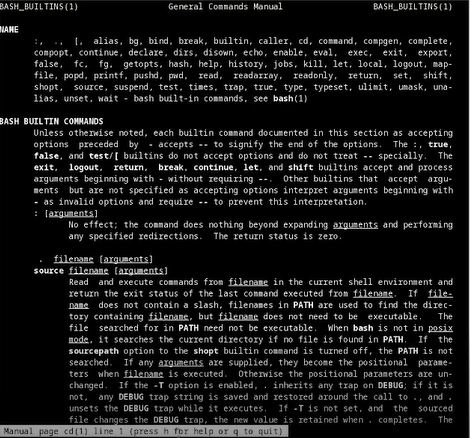 BASH_BUILTINS(1) General Commands Manual BASH_BUILTINS(1)
NAME
:, ., [, alias, bg, bind, break, builtin, caller, cd, command, compgen, complete,
compopt, continue, declare, dirs, disown, echo, enable, eval, exec, exit, export,
false, fc, fg, getopts, hash, help, history, jobs, kill, let, local, logout, map-
file, popd, printf, pushd, pwd, read, readarray, readonly, return, set, shift,
shopt, source, suspend, test, times, trap, true, type, typeset, ulimit, umask, una-
lias, unset, wait - bash built-in commands, see bash(1)
BASH BUILTIN COMMANDS
Unless otherwise noted, each builtin command documented in this section as accepting
options preceded by - accepts -- to signify the end of the options. The :, true,
false, and test/[ builtins do not accept options and do not treat -- specially. The
exit, logout, return, break, continue, let, and shift builtins accept and process
arguments beginning with - without requiring --. Other builtins that accept argu-
ments but are not specified as accepting options interpret arguments beginning with
- as invalid options and require -- to prevent this interpretation.
: [arguments]
No effect; the command does nothing beyond expanding arguments and performing
any specified redirections. The return status is zero.
. filename [arguments]
source filename [arguments]
Read and execute commands from filename in the current shell environment and
return the exit status of the last command executed from filename. If file-
name does not contain a slash, filenames in PATH are used to find the direc-
tory containing filename, but filename does not need to be executable. The
file searched for in PATH need not be executable. When bash is not in posix
mode, it searches the current directory if no file is found in PATH. If the
sourcepath option to the shopt builtin command is turned off, the PATH is not
searched. If any arguments are supplied, they become the positional parame-
ters when filename is executed. Otherwise the positional parameters are un-
changed. If the -T option is enabled, . inherits any trap on DEBUG; if it is
not, any DEBUG trap string is saved and restored around the call to ., and .
unsets the DEBUG trap while it executes. If -T is not set, and the sourced
file changes the DEBUG trap, the new value is retained when . completes. The
Manual page cd(1) line 1 (press h for help or q to quit)